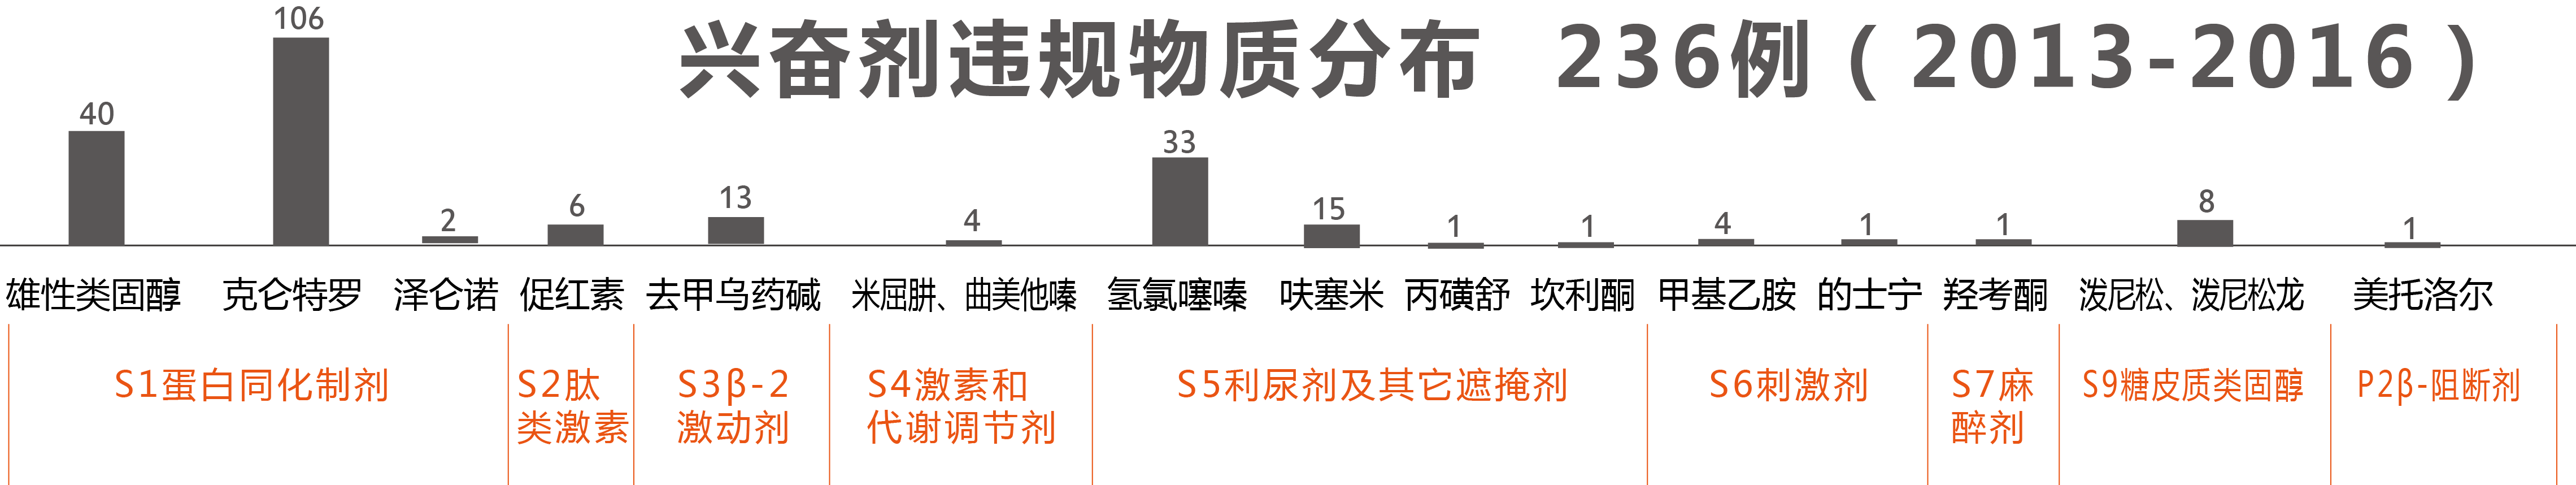 兴奋剂违规物质分布 236例（2013-2016）
40
106
2
6
13
4
33
15
1
1
4
1
1
8
1
雄性类固醇
克仑特罗
泽仑诺
促红素
去甲乌药碱
米屈肼、曲美他嗪
氢氯噻嗪
呋塞米
丙磺舒
坎利酮
甲基乙胺
的士宁
羟考酮
泼尼松、泼尼松龙
美托洛尔
S1蛋白同化制剂
S2肽
类激素
S3β-2
激动剂
S4激素和
代谢调节剂
S5利尿剂及其它遮掩剂
S6刺激剂
S7麻
醉剂
S9糖皮质类固醇
P2β-阻断剂